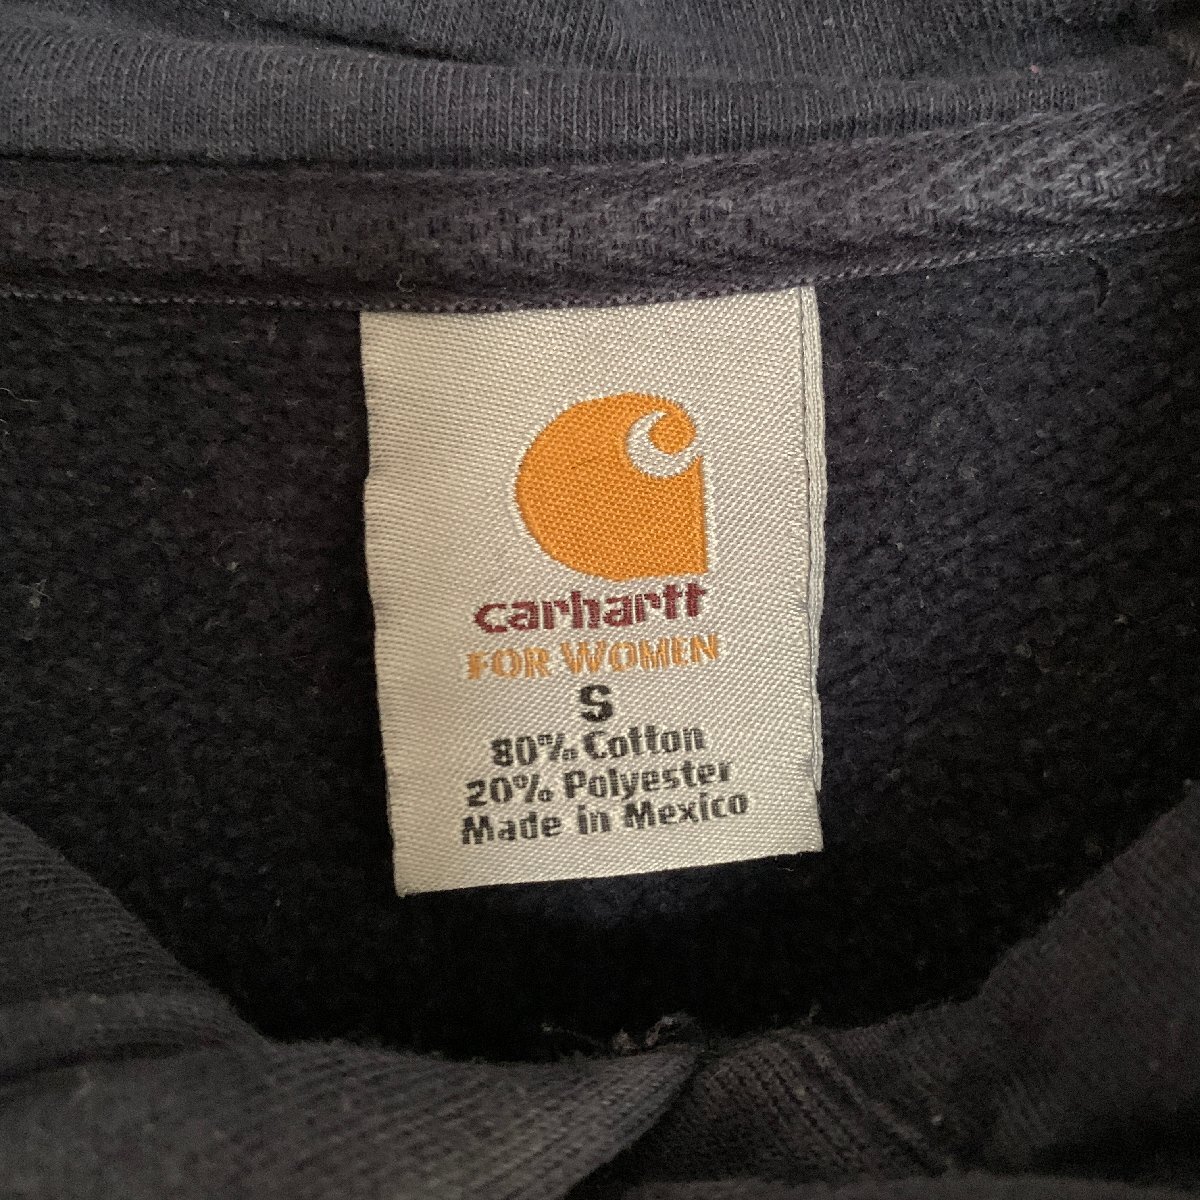 carhartt
FOR WOMEN
S
80% Cotton
20% Polyester
Made in Mexico